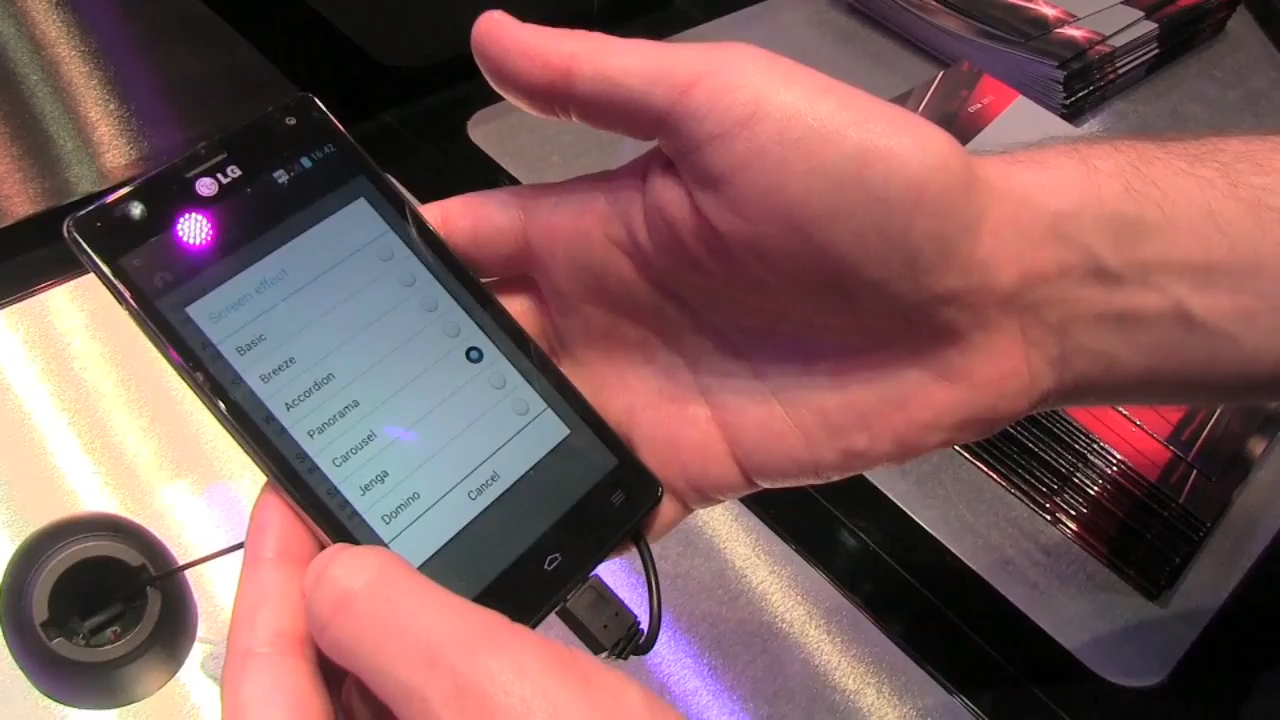 LG
16:42
Screen effect
Basic
Breeze
Accordion
Panorama
Carousel
Jenga
Domino
Cancel